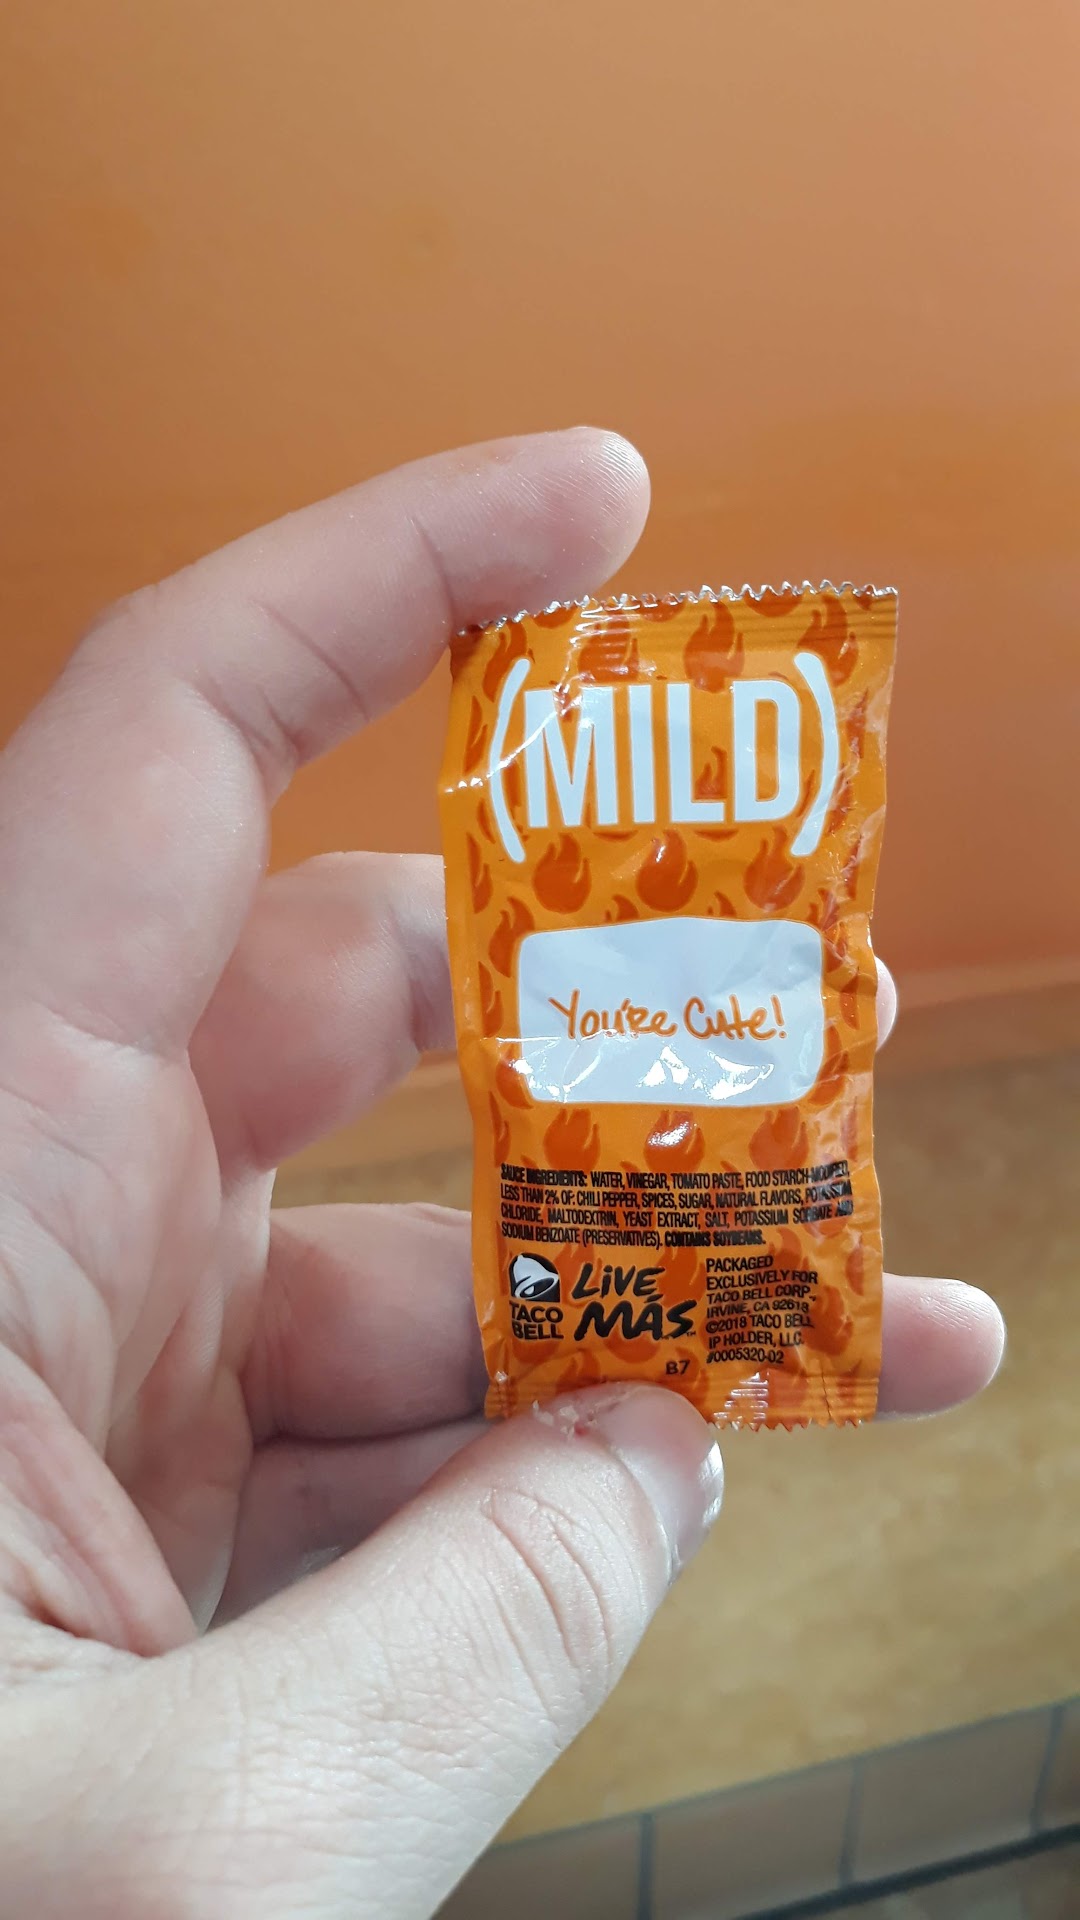 (MILD)
You're Cute!
SAUCE INGREDIENTS: WATER, VINEGAR, TOMATO PASTE, FOOD STARCH-MODIFIED,
LESS THAN 2% OF: CHILI PEPPER, SPICES, SUGAR, NATURAL FLAVORS, POTASSIUM
CHLORIDE, MALTODEXTRIN, YEAST EXTRACT, SALT, POTASSIUM SORBATE AND
SODIUM BENZOATE (PRESERVATIVES). CONTAINS SOYBEANS.
TACO
BELL
LiVE
MÁS™
PACKAGED
EXCLUSIVELY FOR
TACO BELL CORP.,
IRVINE, CA 92618
©2018 TACO BELL
IP HOLDER, LLC.
#0005320-02
B7